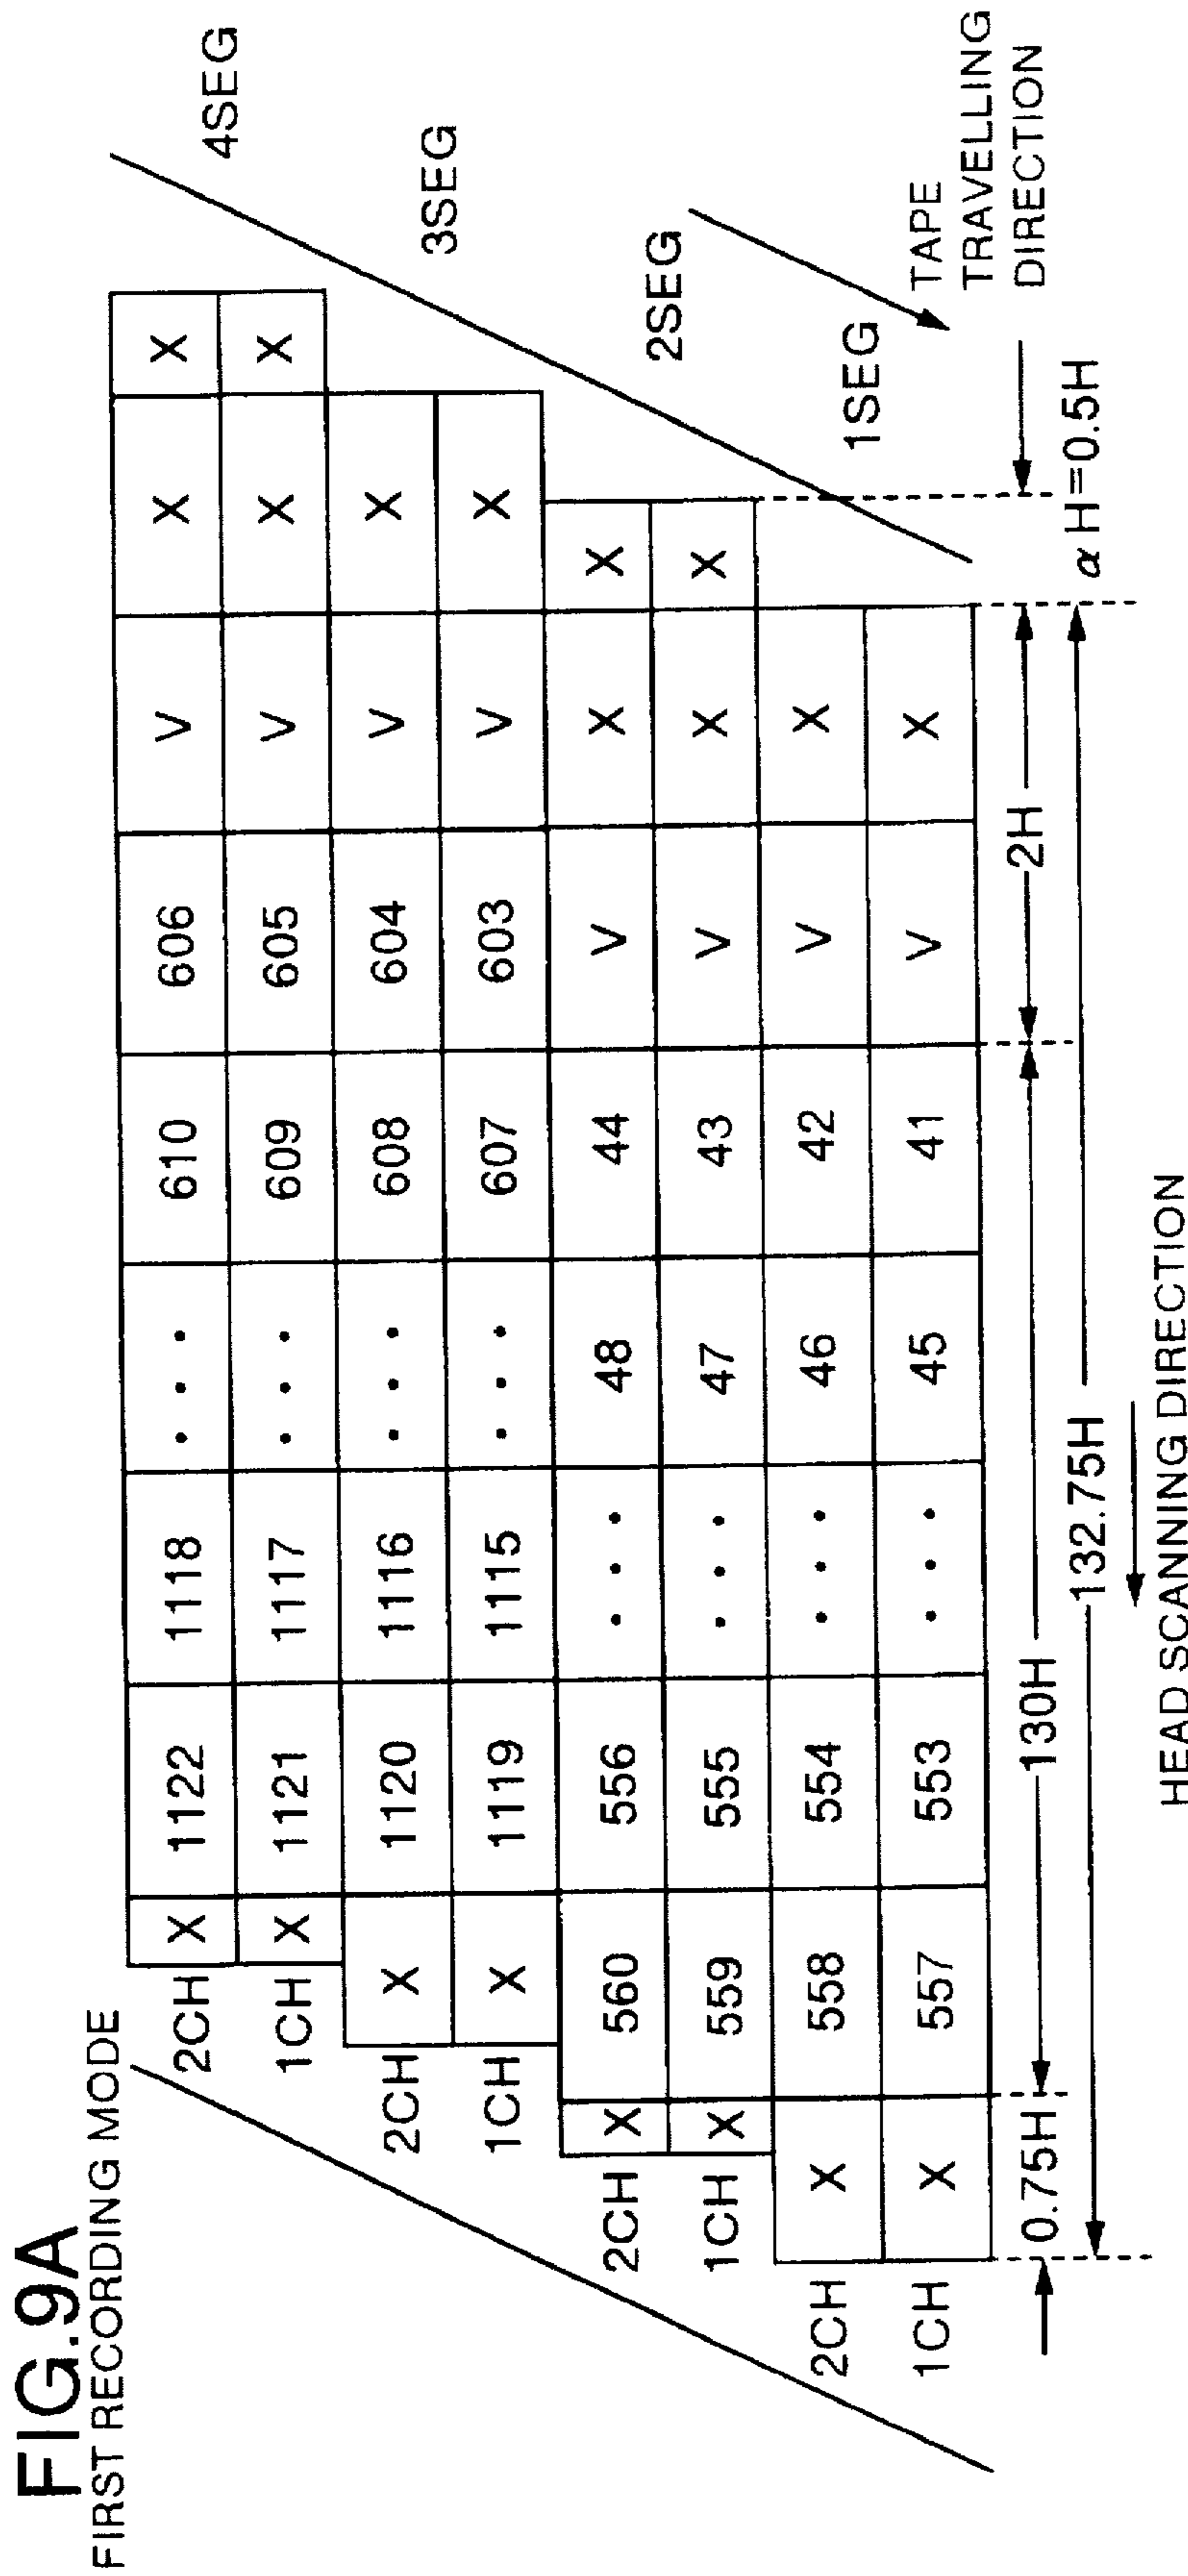 FIG.9A
FIRST RECORDING MODE
2CH X 1122 1118 ... 610 606 V X X
1CH X 1121 1117 ... 609 605 V X X
4SEG
2CH X 1120 1116 ... 608 604 V X
1CH X 1119 1115 ... 607 603 V X
3SEG
2CH X 560 556 ... 48 44 V X X
1CH X 559 555 ... 47 43 V X X
2SEG
2CH X 558 554 ... 46 42 V X
1CH X 557 553 ... 45 41 V X
1SEG
TAPE
TRAVELLING
DIRECTION
0.75H 130H 2H
132.75H α H=0.5H
HEAD SCANNING DIRECTION